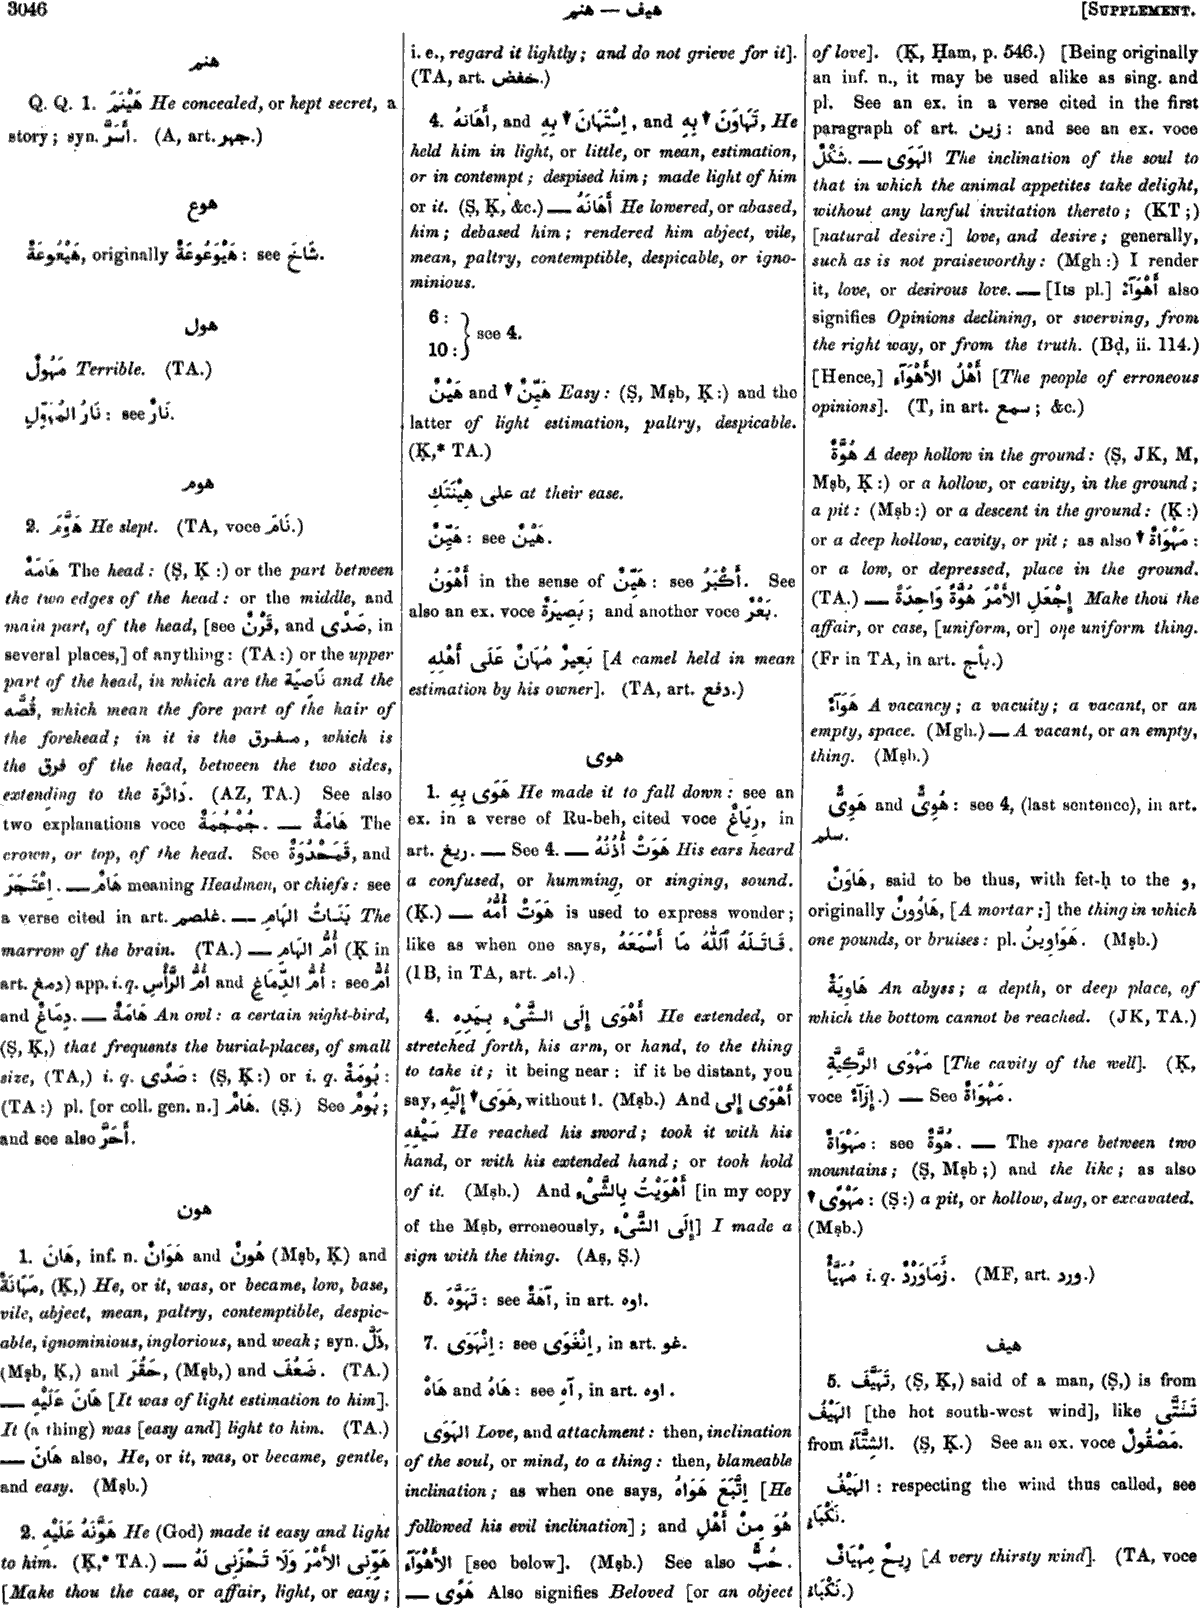 3046
هيف — هنم
[SUPPLEMENT.
هنم
Q. Q. 1. هَيْنَمَ He concealed, or kept secret, a
story; syn. أَسَرَّ. (A, art. جهر.)
هوع
هَيْعُوعَةٌ, originally هَيْوَعُوعَةٌ : see شَاخَ.
هول
مَهُولٌ Terrible. (TA.)
نَارُ المُهَوِّلِ : see نَارٌ.
هوم
2. هَوَّمَ He slept. (TA, voce نَامَ.)
هَامَةٌ The head: (Ṣ, Ḳ :) or the part between
the two edges of the head: or the middle, and
main part, of the head, [see قَرْنٌ, and صَدًى, in
several places,] of anything: (TA :) or the upper
part of the head, in which are the نَاصِيَة and the
قُصَّه, which mean the fore part of the hair of
the forehead; in it is the مفرق, which is
the فرق of the head, between the two sides,
extending to the دَائرَة. (AZ, TA.) See also
two explanations voce جُمْجُمَةٌ. — هَامَةٌ The
crown, or top, of the head. See قَمَحْدُوَةٌ, and
اِعْتَجَرَ. — هَامٌ meaning Headmen, or chiefs: see
a verse cited in art. غلصم. — بَنَاتُ الهَامِ The
marrow of the brain. (TA.) — أُمُّ الهَامِ (Ḳ in
art. دمغ) app. i. q. أُمُّ الرَّأْسِ and أُمُّ الدِّمَاغِ : see أُمٌّ
and دِمَاغٌ. — هَامَةٌ An owl: a certain night-bird,
(Ṣ, Ḳ,) that frequents the burial-places, of small
size, (TA,) i. q. صَدًى : (Ṣ, Ḳ:) or i. q. بُومَةٌ :
(TA :) pl. [or coll. gen. n.] هَامٌ. (Ṣ.) See بُومٌ;
and see also أَحَرَّ.
هون
1. هَانَ, inf. n. هَوَانٌ and هُونٌ (Mṣb, Ḳ) and
مَهَانَةٌ, (Ḳ,) He, or it, was, or became, low, base,
vile, abject, mean, paltry, contemptible, despic-
able, ignominious, inglorious, and weak; syn. ذَلَّ,
(Mṣb, Ḳ,) and حَقُرَ, (Mṣb,) and ضَعُفَ. (TA.)
— هَانَ عَلَيْهِ [It was of light estimation to him].
It (a thing) was [easy and] light to him. (TA.)
— هَانَ also, He, or it, was, or became, gentle,
and easy. (Mṣb.)
2. هَوَّنَهُ عَلَيْهِ He (God) made it easy and light
to him. (Ḳ,* TA.) — هَوِّنِى الأَمْرَ وَلَا تَحْزَنِى لَهُ
[Make thou the case, or affair, light, or easy;
i. e., regard it lightly; and do not grieve for it].
(TA, art. خفض.)
4. أَهَانَهُ, and ▼ اِسْتَهَانَ بِهِ, and ▼ تَهَاوَنَ بِهِ, He
held him in light, or little, or mean, estimation,
or in contempt; despised him; made light of him
or it. (Ṣ, Ḳ, &c.) — أَهَانَهُ He lowered, or abased,
him; debased him; rendered him abject, vile,
mean, paltry, contemptible, despicable, or igno-
minious.
6 : } see 4.
10 : }
هَيْنٌ and ▼ هَيِّنٌ Easy: (Ṣ, Mṣb, Ḳ:) and the
latter of light estimation, paltry, despicable.
(Ḳ,* TA.)
على هِيْنَتِكِ at their ease.
هَيِّنٌ : see هَيْنٌ.
أَهْوَنُ in the sense of هَيِّنٌ : see أَكْبَرُ. See
also an ex. voce بَصِيَرَةٌ ; and another voce بَعْرٌ.
بَعِيرٌ مُهَانٌ عَلَى أَهْلِهِ [A camel held in mean
estimation by his owner]. (TA, art. دفع.)
هوى
1. هَوَى بِهِ He made it to fall down: see an
ex. in a verse of Ru-beh, cited voce رِيَاغٌ, in
art. ريغ. — See 4. — هَوَتْ أُذُنُهُ His ears heard
a confused, or humming, or singing, sound.
(Ḳ.) — هَوَتْ أُمُّهُ is used to express wonder;
like as when one says, قَاتَلَهُ ٱللّٰهُ مَا أَسْمَعَهُ.
(IB, in TA, art. ام.)
4. أَهْوَى إِلَى الشَّىْءِ بِيَدِهِ He extended, or
stretched forth, his arm, or hand, to the thing
to take it; it being near: if it be distant, you
say, هَوَى ▼ إِلَيْهِ, without ا. (Mṣb.) And أَهْوَى إِلى
سَيْفِهِ He reached his sword; took it with his
hand, or with his extended hand; or took hold
of it. (Mṣb.) And أَهْوَيْتُ بِالشَّىْءِ [in my copy
of the Mṣb, erroneously, إِلَى الشَّىْءِ] I made a
sign with the thing. (Aṣ, Ṣ.)
5. تَهَوَّهَ : see آهَةٌ, in art. اوه.
7. اِنْهَوَى : see اِنْغَوَى, in art. غو.
هَاهْ and هَاهُ : see آهِ, in art. اوه.
الهَوَى Love, and attachment: then, inclination
of the soul, or mind, to a thing: then, blameable
inclination; as when one says, اِتَّبَعَ هَوَاهُ [He
followed his evil inclination]; and هُوَ مِنْ أَهْلِ
الأَهْوَآءِ [see below]. (Mṣb.) See also حُبٌّ.
— هَوًى Also signifies Beloved [or an object
of love]. (Ḳ, Ḥam, p. 546.) [Being originally
an inf. n., it may be used alike as sing. and
pl. See an ex. in a verse cited in the first
paragraph of art. زين : and see an ex. voce
شَكْلٌ. — الهَوَى The inclination of the soul to
that in which the animal appetites take delight,
without any lawful invitation thereto; (KT ;)
[natural desire:] love, and desire; generally,
such as is not praiseworthy: (Mgh :) I render
it, love, or desirous love. — [Its pl.] أَهْوَآءٌ also
signifies Opinions declining, or swerving, from
the right way, or from the truth. (Bḍ, ii. 114.)
[Hence,] أَهْلُ الأَهْوَآءِ [The people of erroneous
opinions]. (T, in art. سمع ; &c.)
هُوَّةٌ A deep hollow in the ground: (Ṣ, JK, M,
Mṣb, Ḳ :) or a hollow, or cavity, in the ground;
a pit: (Mṣb :) or a descent in the ground: (Ḳ :)
or a deep hollow, cavity, or pit; as also ▼ مَهْوَاةٌ :
or a low, or depressed, place in the ground.
(TA.) — إِجْعَلِ الأَمْرَ هُوَّةً وَاحِدَةً Make thou the
affair, or case, [uniform, or] one uniform thing.
(Fr in TA, in art. بأج.)
هَوَآءٌ A vacancy; a vacuity; a vacant, or an
empty, space. (Mgh.) — A vacant, or an empty,
thing. (Mṣb.)
هَوِىٌّ and هُوِىٌّ : see 4, (last sentence), in art.
سلم.
هَاوَنٌ, said to be thus, with fet-ḥ to the و,
originally هَاوُونٌ, [A mortar;] the thing in which
one pounds, or bruises: pl. هَوَاوِينُ. (Mṣb.)
هَاوِيَةٌ An abyss; a depth, or deep place, of
which the bottom cannot be reached. (JK, TA.)
مَهْوَى الرَّكِيَّةِ [The cavity of the well]. (Ḳ,
voce إِزَآءٌ.) — See مَهْوَاةٌ.
مَهْوَاةٌ : see هُوَّةٌ. — The space between two
mountains; (Ṣ, Mṣb ;) and the like; as also
▼ مَهْوًى : (Ṣ :) a pit, or hollow, dug, or excavated.
(Mṣb.)
مُهَيَّأٌ i. q. زُمَاوَرْدٌ. (MF, art. ورد.)
هيف
5. تَهَيَّفَ, (Ṣ, Ḳ,) said of a man, (Ṣ,) is from
الهَيْفُ [the hot south-west wind], like تَشَتَّى
from الشِّتَآءُ. (Ṣ, Ḳ.) See an ex. voce مَصْقُولٌ.
الهَيْفُ : respecting the wind thus called, see
نَكْبَاءُ.
رِيحٌ مِهْيَافٌ [A very thirsty wind]. (TA, voce
نَكْبَاءُ.)